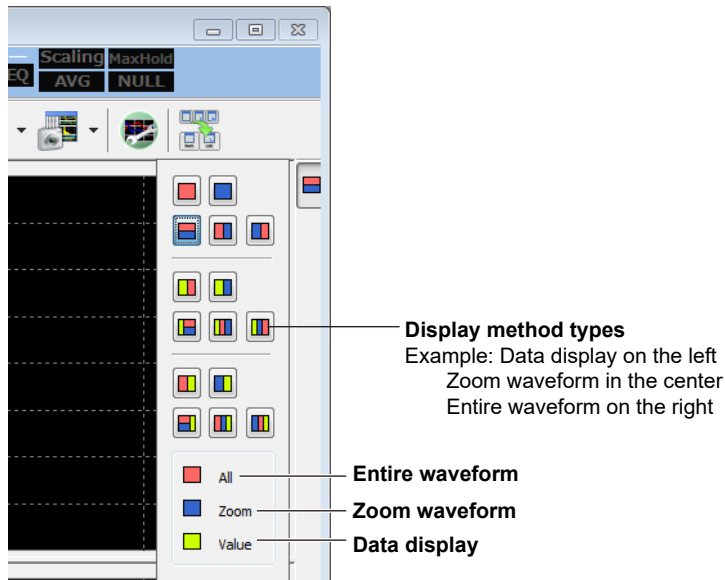 Scaling MaxHold
EQ AVG NULL
Display method types
Example: Data display on the left
Zoom waveform in the center
Entire waveform on the right
All
Entire waveform
Zoom
Zoom waveform
Value
Data display